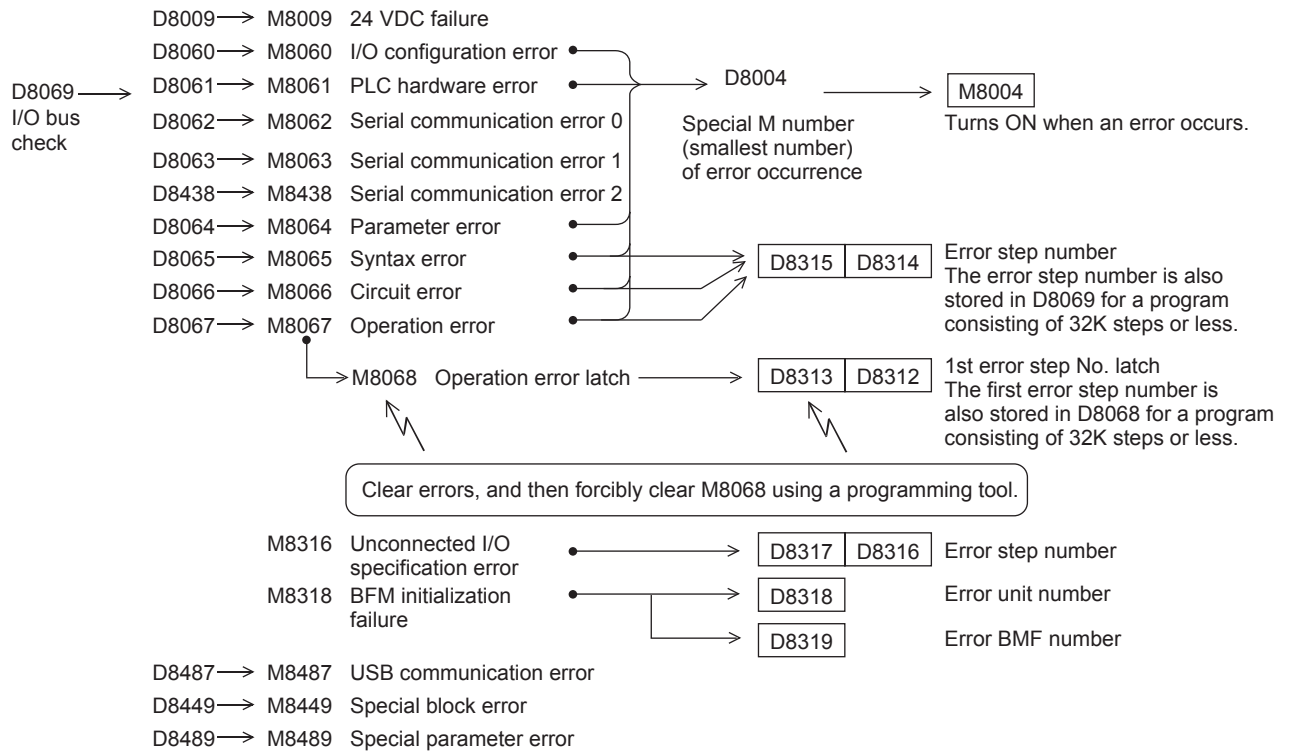 D8009 M8009 24 VDC failure
D8060 M8060 I/O configuration error
D8069
I/O bus
check
D8061 M8061 PLC hardware error
D8004
M8004
Turns ON when an error occurs.
Special M number
(smallest number)
of error occurrence
D8062 M8062 Serial communication error 0
D8063 M8063 Serial communication error 1
D8438 M8438 Serial communication error 2
D8064 M8064 Parameter error
D8065 M8065 Syntax error
D8066 M8066 Circuit error
D8067 M8067 Operation error
D8315 D8314
Error step number
The error step number is also
stored in D8069 for a program
consisting of 32K steps or less.
M8068 Operation error latch
D8313 D8312
1st error step No. latch
The first error step number is
also stored in D8068 for a program
consisting of 32K steps or less.
Clear errors, and then forcibly clear M8068 using a programming tool.
M8316 Unconnected I/O
specification error
D8317 D8316 Error step number
M8318 BFM initialization
failure
D8318 Error unit number
D8319 Error BMF number
D8487 M8487 USB communication error
D8449 M8449 Special block error
D8489 M8489 Special parameter error